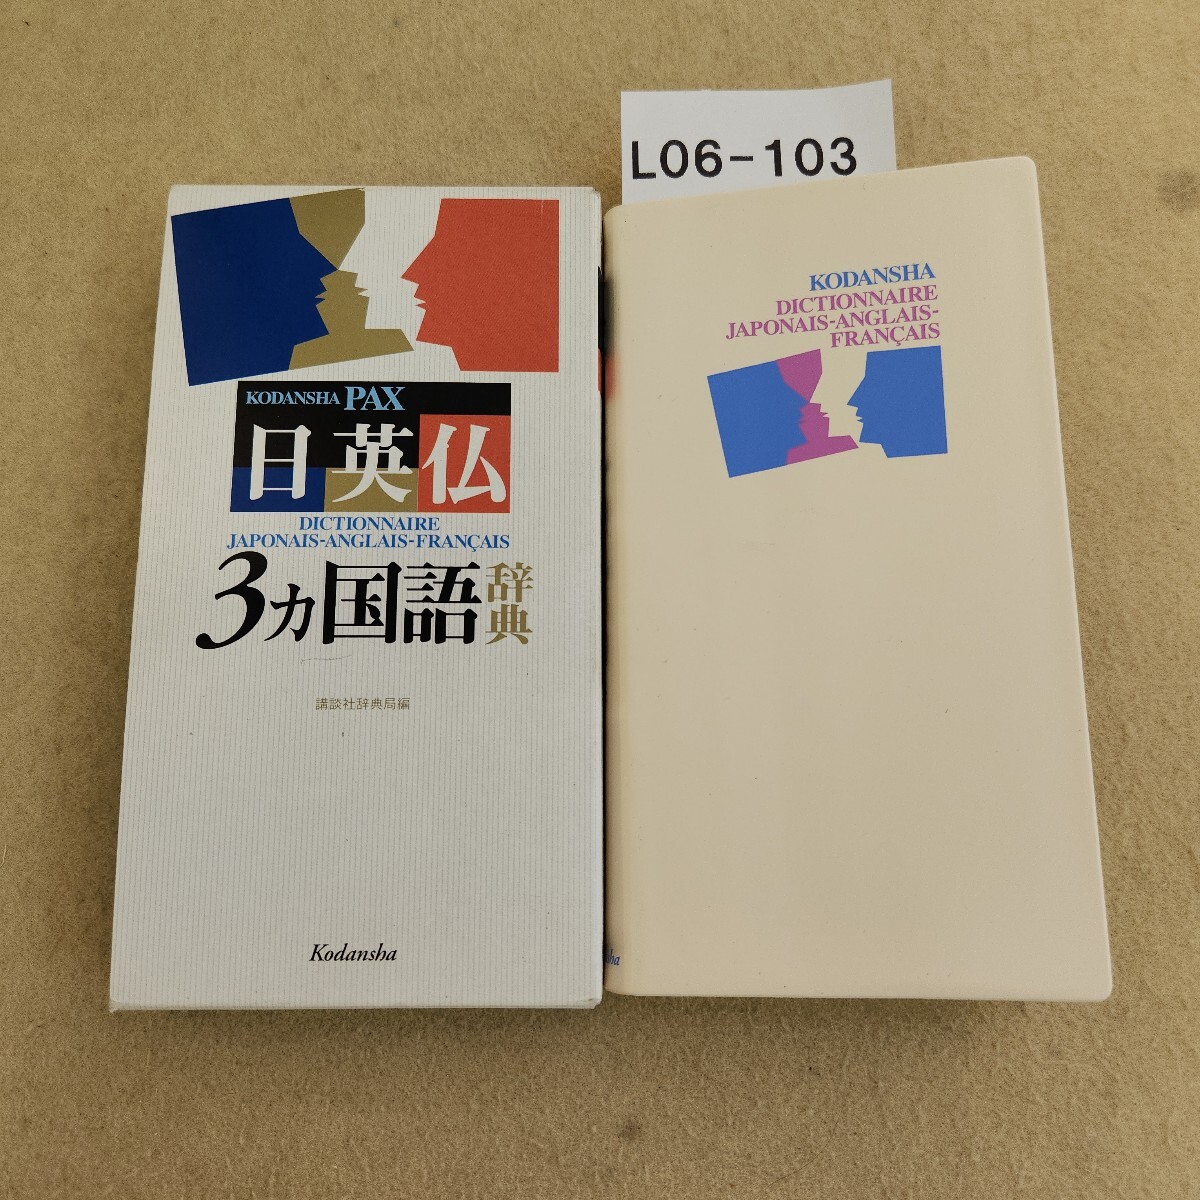 L06-103
KODANSHA PAX
日英仏
DICTIONNAIRE
JAPONAIS-ANGLAIS-FRANÇAIS
3カ国語辞典
講談社辞典局編
Kodansha
KODANSHA
DICTIONNAIRE
JAPONAIS-ANGLAIS-
FRANÇAIS